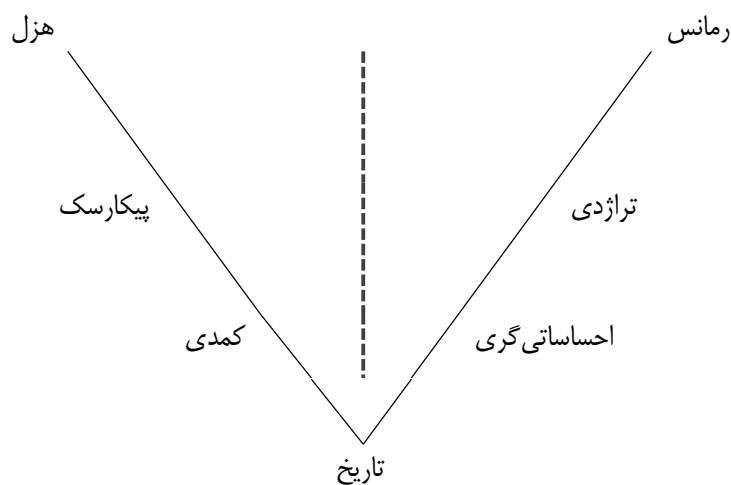 رمانس
هزل
تراژدی
پیکارسک
احساساتی‌گری
کمدی
تاریخ